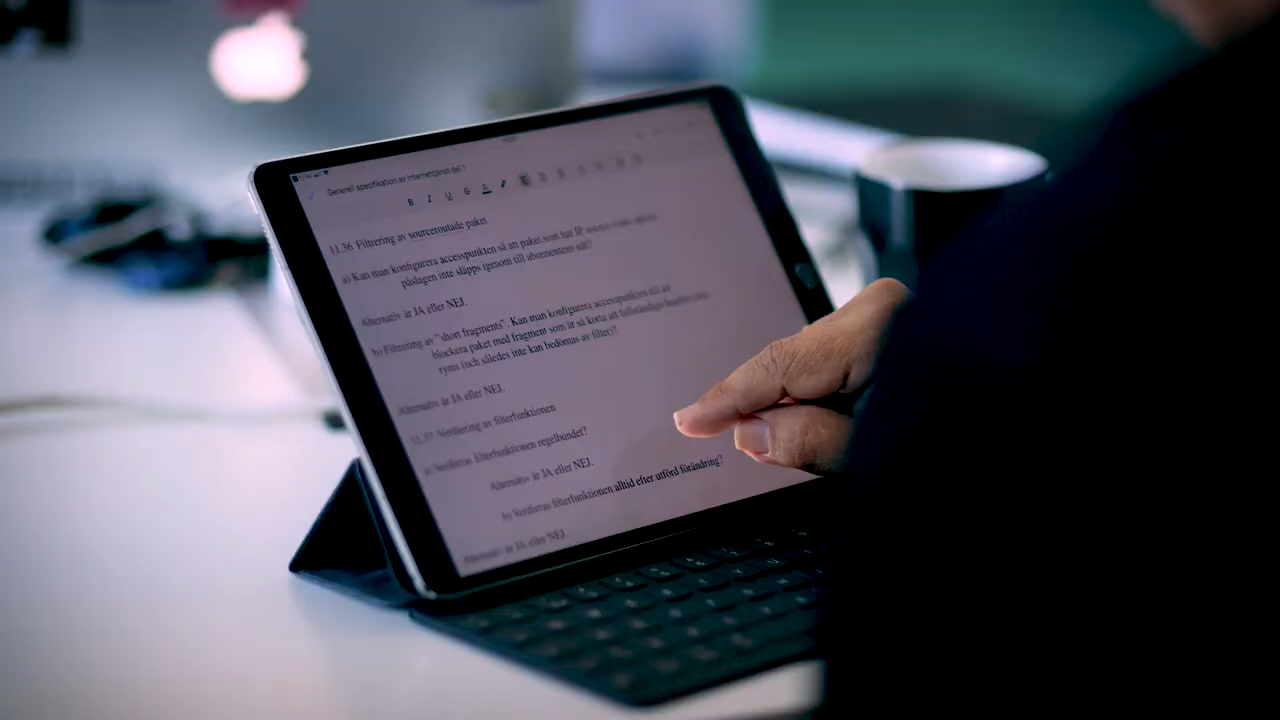 Generell specifikation av Internettjänst del 1
B I U S A
11.36 Filtrering av sourceroutade paket
a) Kan man konfigurera accesspunkten så att paket som har IP
påslagen inte släpps igenom till abonnentens nät?
Alternativ är JA eller NEJ.
b) Filtrering av "short fragments". Kan man konfigurera accesspunkten till att
blockera paket med fragment som är så korta att fullständiga
ryms (och således inte kan bedömas av filter)?
Alternativ är JA eller NEJ.
11.37 Verifiering av filterfunktionen
a) Verifieras filterfunktionen regelbundet?
Alternativ är JA eller NEJ.
b) Verifieras filterfunktionen alltid efter utförd förändring?
Alternativ är JA eller NEJ.